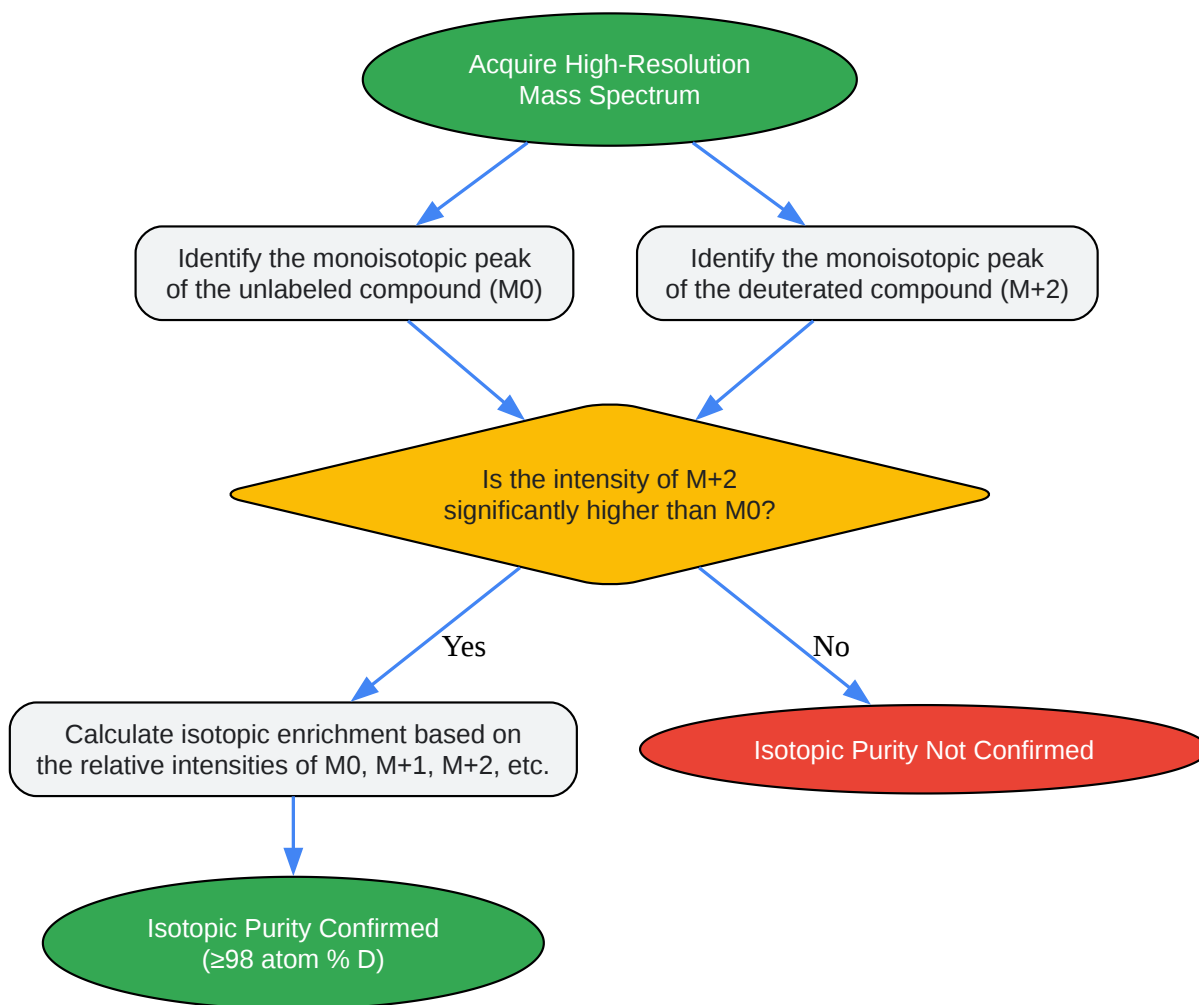 Acquire High-Resolution
Mass Spectrum
Identify the monoisotopic peak
of the unlabeled compound (M0)
Identify the monoisotopic peak
of the deuterated compound (M+2)
Is the intensity of M+2
significantly higher than M0?
Yes
No
Calculate isotopic enrichment based on
the relative intensities of M0, M+1, M+2, etc.
Isotopic Purity Not Confirmed
Isotopic Purity Confirmed
(≥98 atom % D)